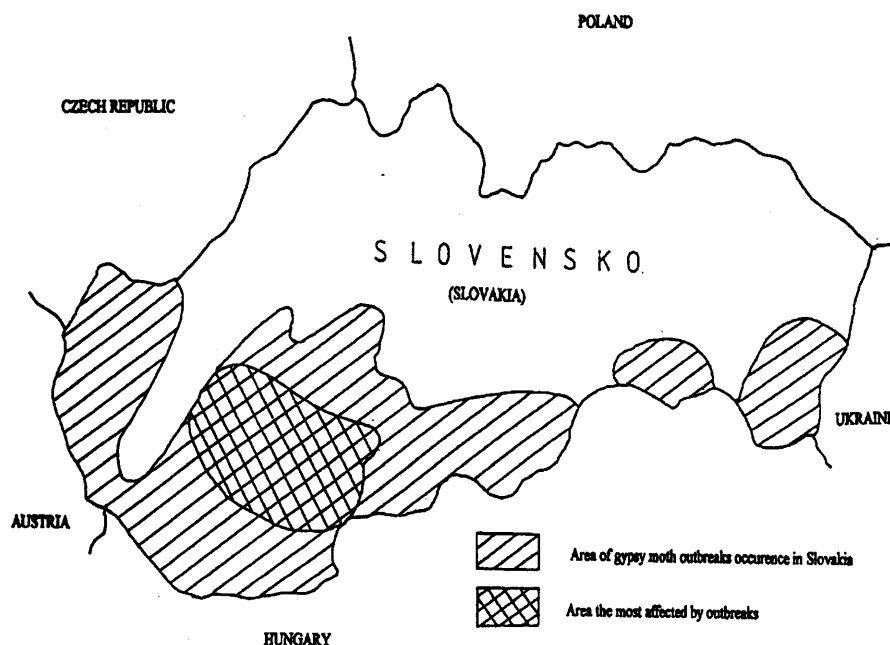 POLAND
CZECH REPUBLIC
SLOVENSKO
(SLOVAKIA)
UKRAINE
AUSTRIA
Area of gypsy moth outbreaks occurence in Slovakia
Area the most affected by outbreaks
HUNGARY